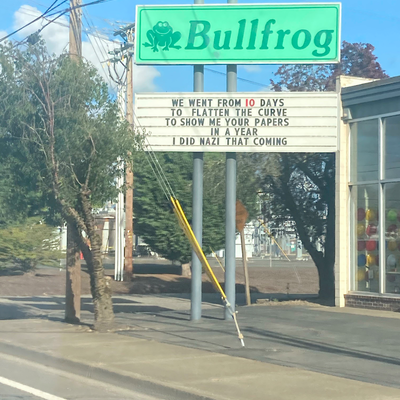 Bullfrog
WE WENT FROM 10 DAYS
TO FLATTEN THE CURVE
TO SHOW ME YOUR PAPERS
IN A YEAR
I DID NAZI THAT COMING